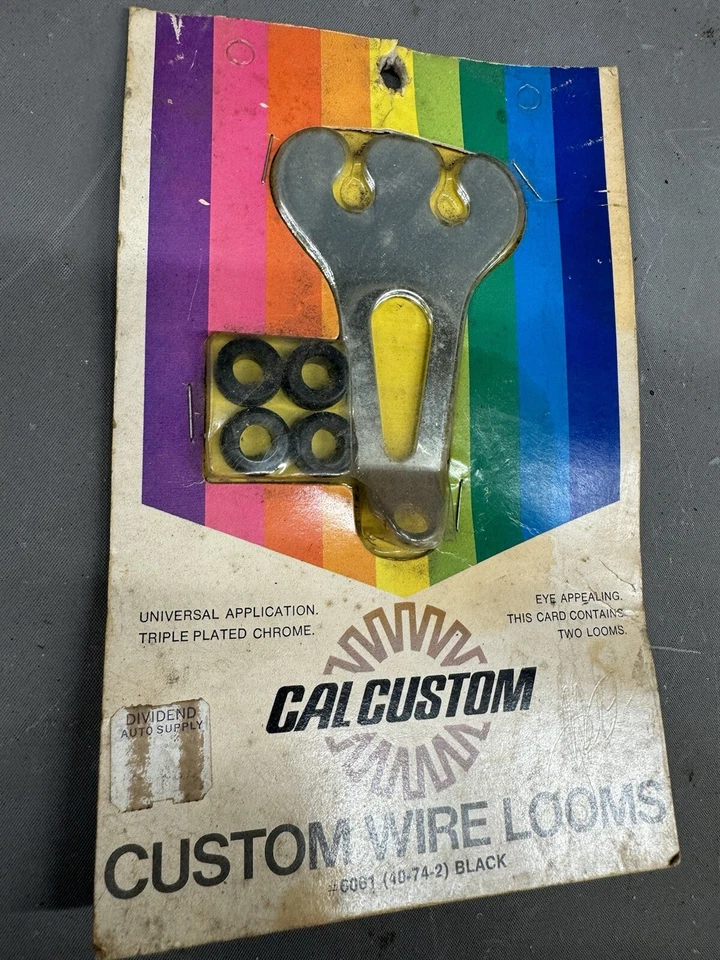 UNIVERSAL APPLICATION.
TRIPLE PLATED CHROME.
EYE APPEALING.
THIS CARD CONTAINS
TWO LOOMS.
CAL CUSTOM
DIVIDEND
AUTO SUPPLY
CUSTOM WIRE LOOMS
#6061 (40-74-2) BLACK